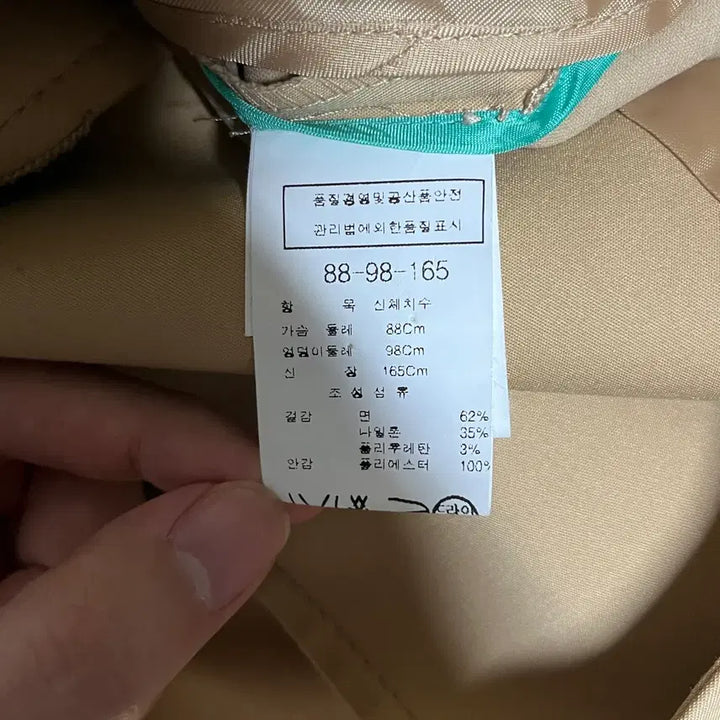 품질경영및공산품안전
관리법에의한품질표시
88-98-165
항 목 신체치수
가슴 둘레 88Cm
엉덩이둘레 98Cm
신 장 165Cm
조성섬유
겉감 면 62%
나일론 35%
폴리우레탄 3%
안감 폴리에스터 100%
드라이